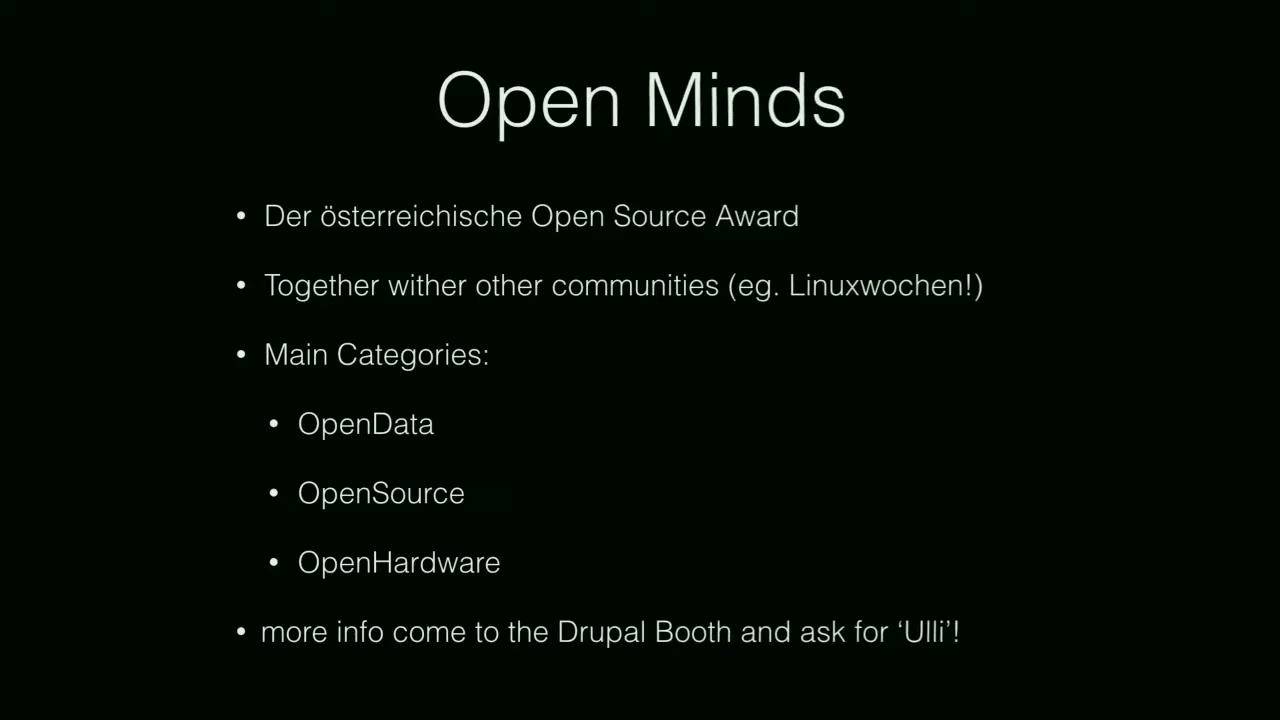 Open Minds
• Der österreichische Open Source Award
• Together wither other communities (eg. Linuxwochen!)
• Main Categories:
• OpenData
• OpenSource
• OpenHardware
• more info come to the Drupal Booth and ask for ‘Ulli’!